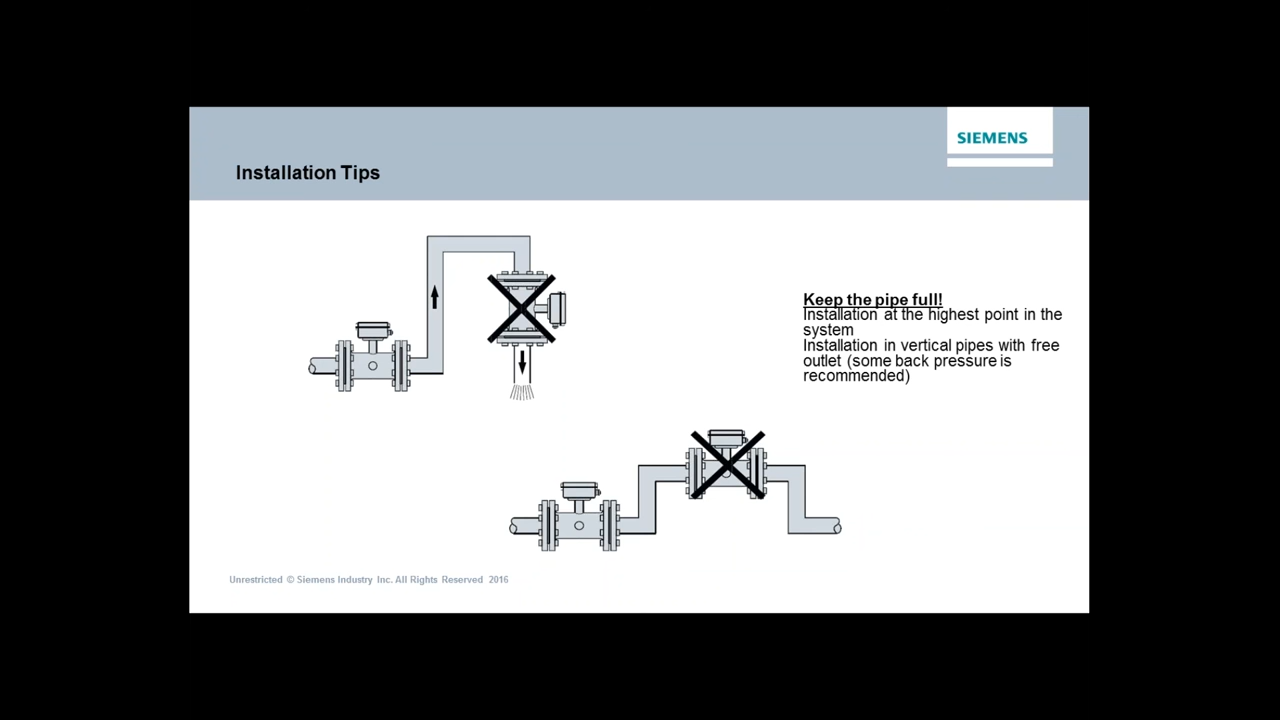 SIEMENS
Installation Tips
Keep the pipe full!
Installation at the highest point in the
system
Installation in vertical pipes with free
outlet (some back pressure is
recommended)
Unrestricted © Siemens Industry Inc. All Rights Reserved 2016